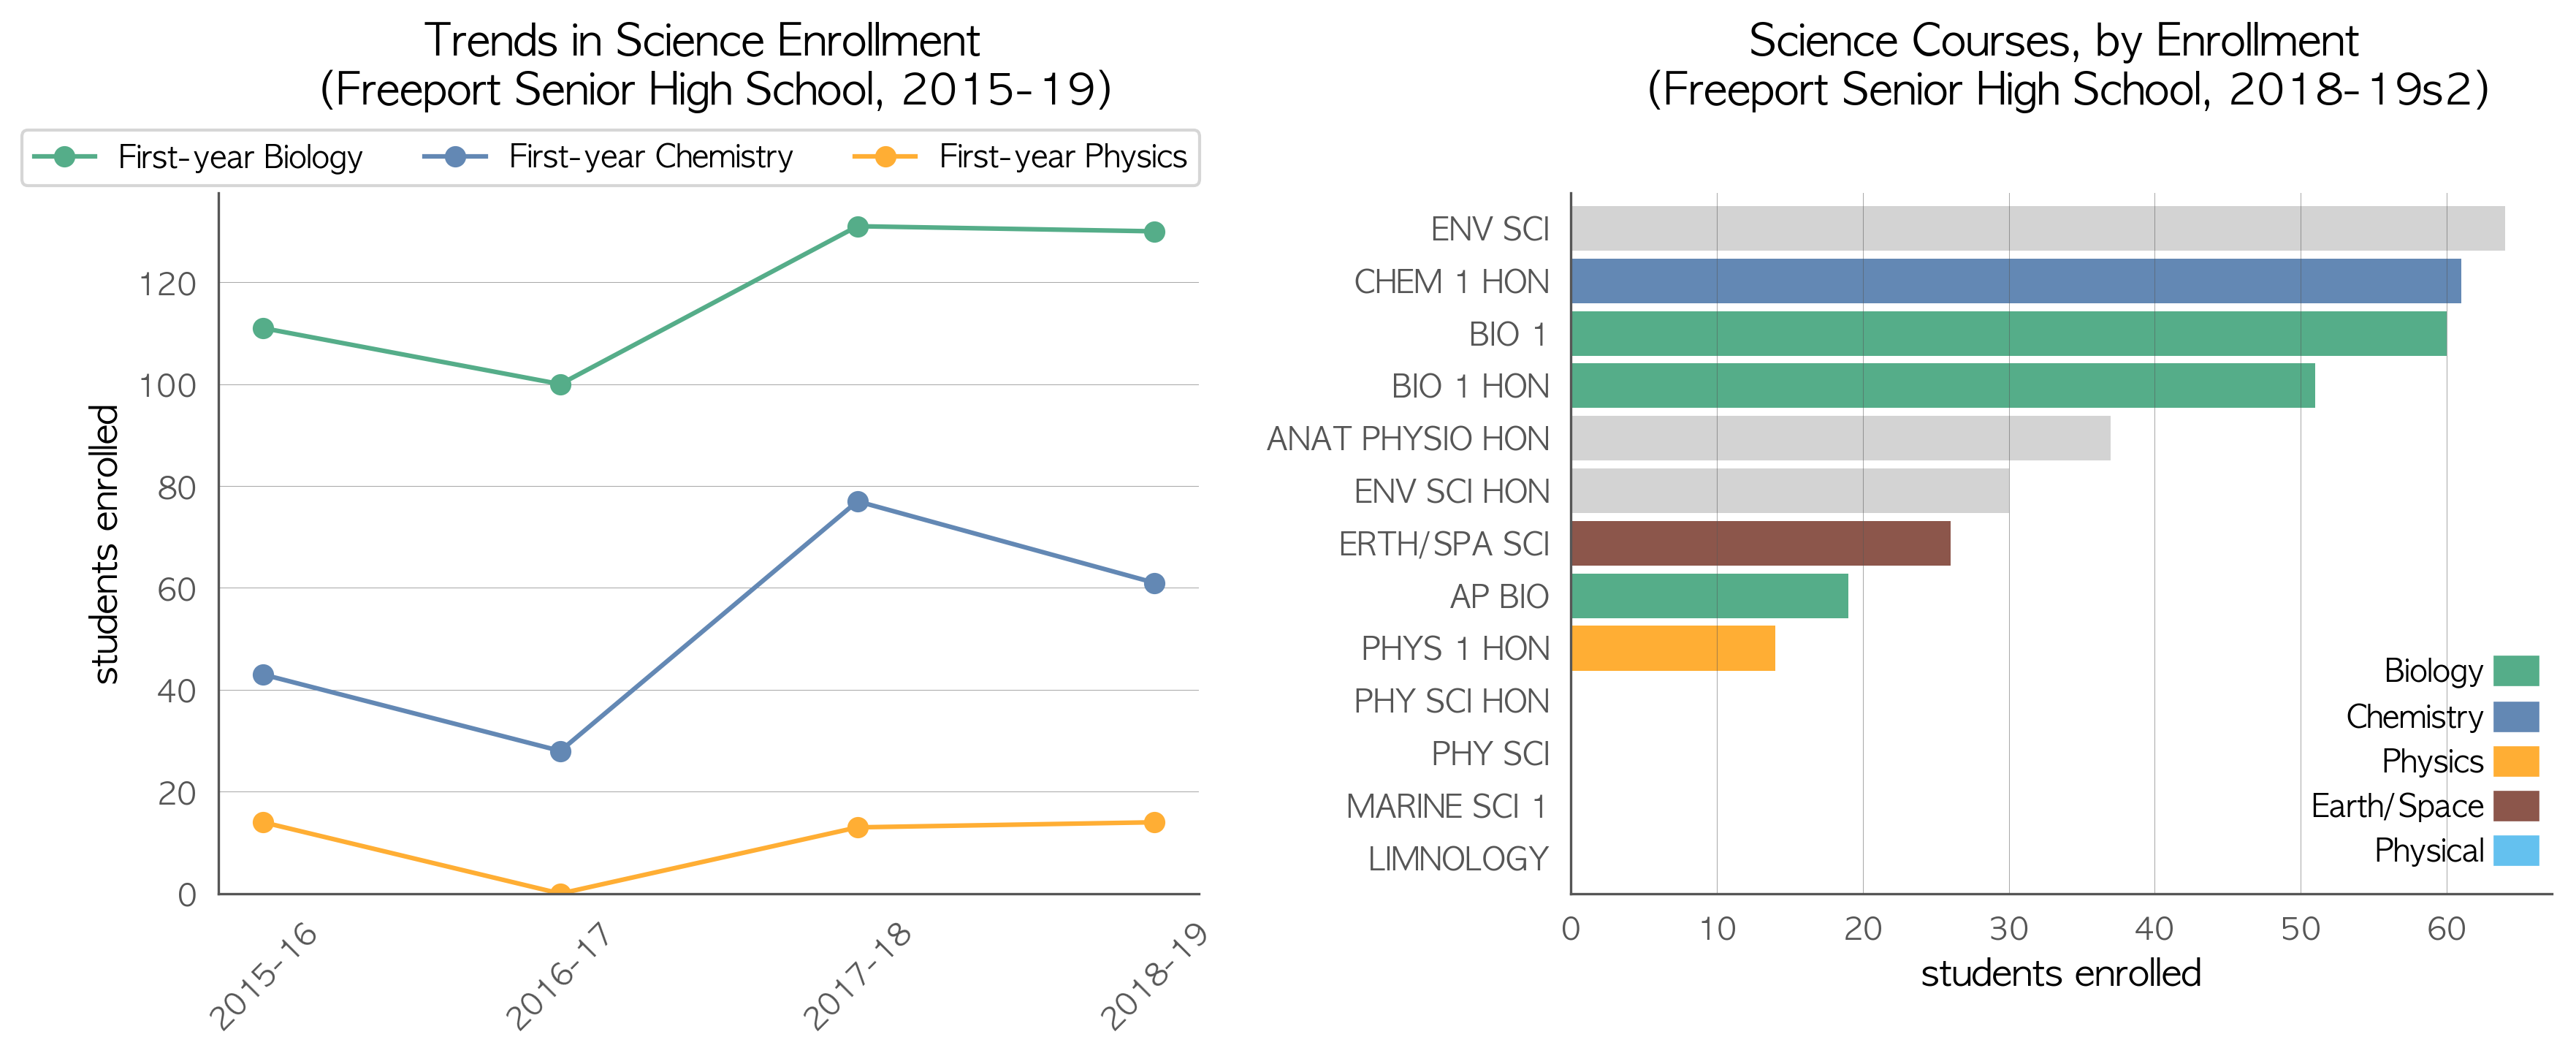 Trends in Science Enrollment
(Freeport Senior High School, 2015-19)
First-year Biology
First-year Chemistry
First-year Physics
students enrolled
120
100
80
60
40
20
0
2015-16
2016-17
2017-18
2018-19
Science Courses, by Enrollment
(Freeport Senior High School, 2018-19s2)
ENV SCI
CHEM 1 HON
BIO 1
BIO 1 HON
ANAT PHYSIO HON
ENV SCI HON
ERTH/SPA SCI
AP BIO
PHYS 1 HON
PHY SCI HON
PHY SCI
MARINE SCI 1
LIMNOLOGY
Biology
Chemistry
Physics
Earth/Space
Physical
0 10 20 30 40 50 60
students enrolled